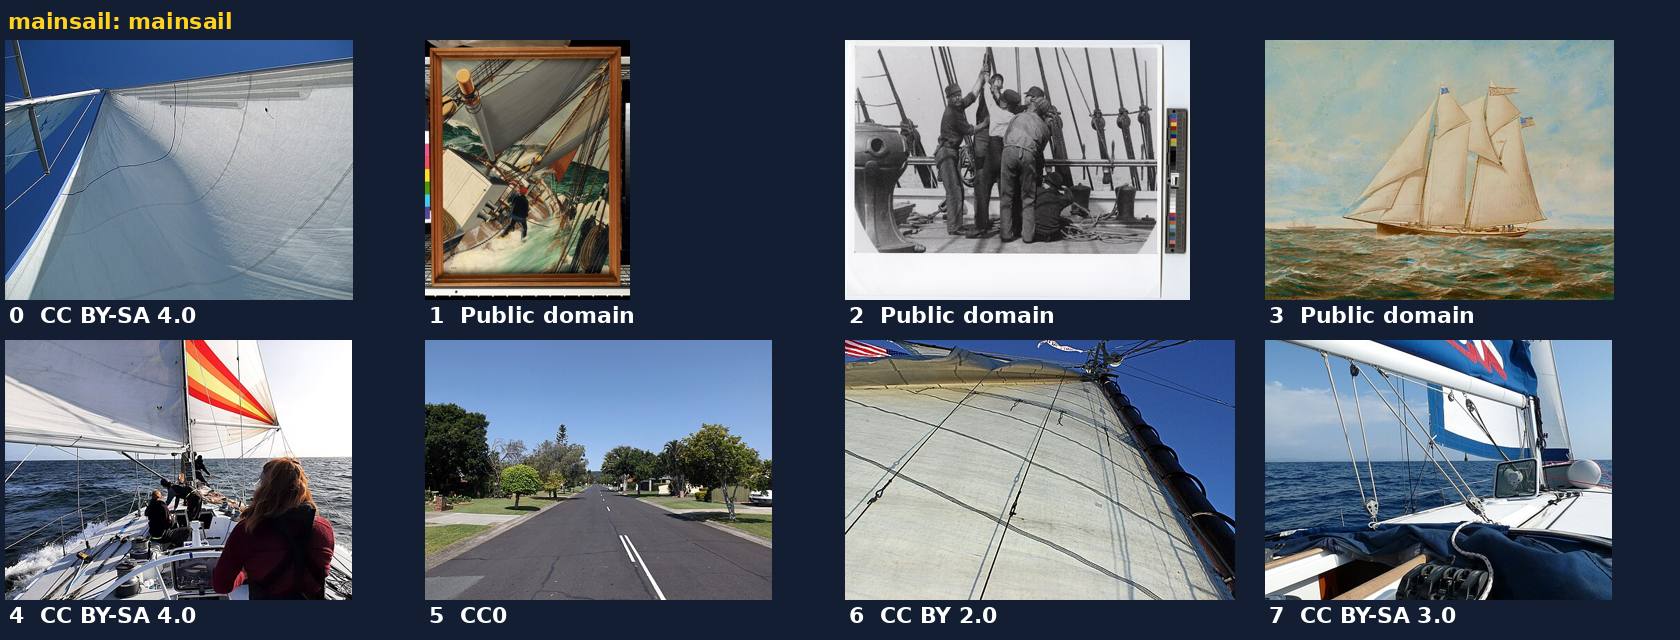 mainsail: mainsail
0 CC BY-SA 4.0
1 Public domain
2 Public domain
3 Public domain
4 CC BY-SA 4.0
5 CC0
6 CC BY 2.0
7 CC BY-SA 3.0